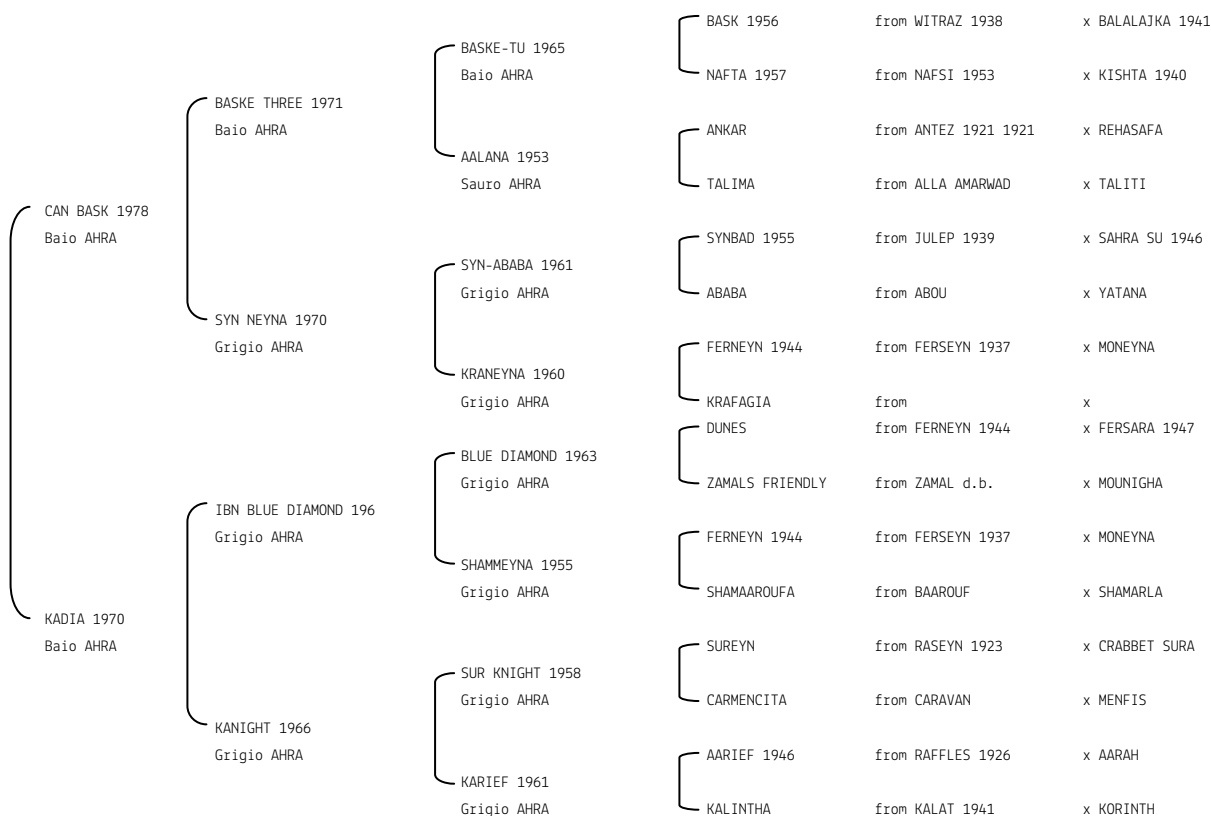 BASK 1956 from WITRAZ 1938 x BALALAJKA 1941
BASKE-TU 1965
Baio AHRA NAFTA 1957 from NAFSI 1953 x KISHTA 1940
BASKE THREE 1971
Baio AHRA ANKAR from ANTEZ 1921 1921 x REHASAFA
AALANA 1953
Sauro AHRA TALIMA from ALLA AMARWAD x TALITI
CAN BASK 1978
Baio AHRA SYNBAD 1955 from JULEP 1939 x SAHRA SU 1946
SYN-ABABA 1961
Grigio AHRA ABABA from ABOU x YATANA
SYN NEYNA 1970
Grigio AHRA FERNEYN 1944 from FERSEYN 1937 x MONEYNA
KRANEYNA 1960
Grigio AHRA KRAFAGIA from x
DUNES from FERNEYN 1944 x FERSARA 1947
BLUE DIAMOND 1963
Grigio AHRA ZAMALS FRIENDLY from ZAMAL d.b. x MOUNIGHA
IBN BLUE DIAMOND 196
Grigio AHRA FERNEYN 1944 from FERSEYN 1937 x MONEYNA
SHAMMEYNA 1955
Grigio AHRA SHAMAAROUFA from BAAROUF x SHAMARLA
KADIA 1970
Baio AHRA SUREYN from RASEYN 1923 x CRABBET SURA
SUR KNIGHT 1958
Grigio AHRA CARMENCITA from CARAVAN x MENFIS
KANIGHT 1966
Grigio AHRA AARIEF 1946 from RAFFLES 1926 x AARAH
KARIEF 1961
Grigio AHRA KALINTHA from KALAT 1941 x KORINTH